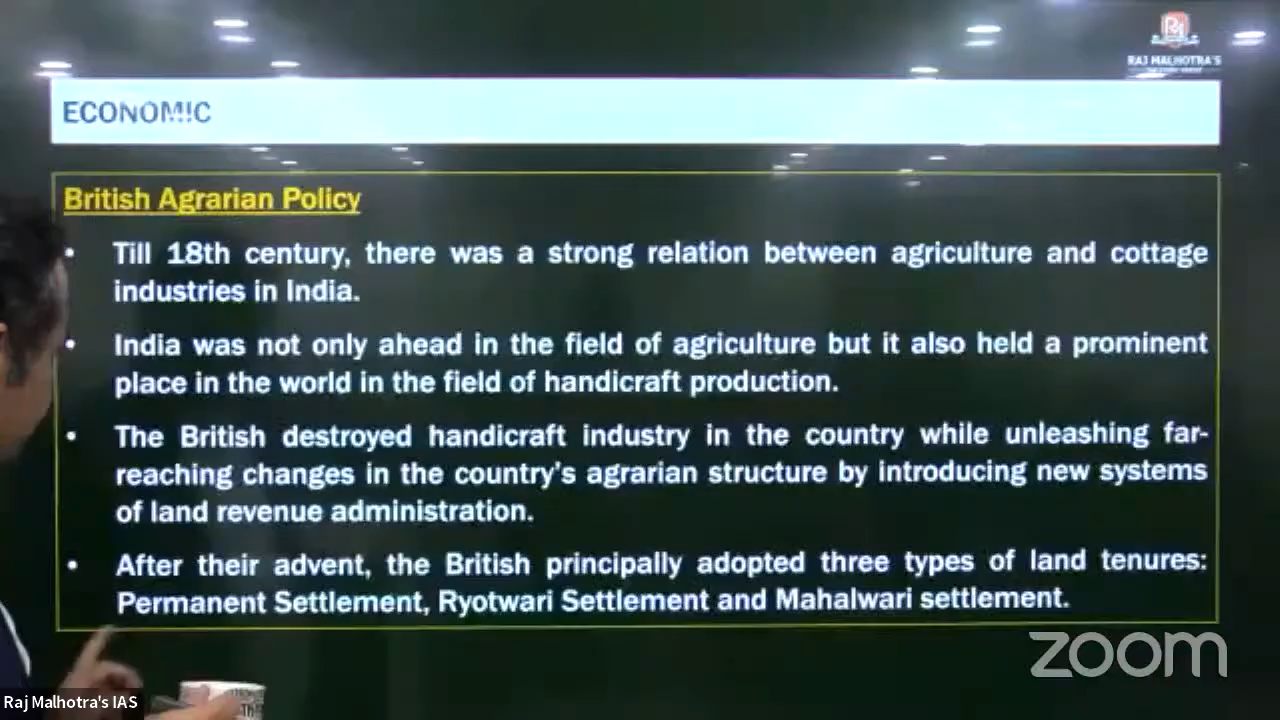 RAJ MALHOTRA'S
ECONOMIC
British Agrarian Policy
• Till 18th century, there was a strong relation between agriculture and cottage
industries in India.
• India was not only ahead in the field of agriculture but it also held a prominent
place in the world in the field of handicraft production.
• The British destroyed handicraft industry in the country while unleashing far-
reaching changes in the country's agrarian structure by introducing new systems
of land revenue administration.
• After their advent, the British principally adopted three types of land tenures:
Permanent Settlement, Ryotwari Settlement and Mahalwari settlement.
zoom
Raj Malhotra's IAS